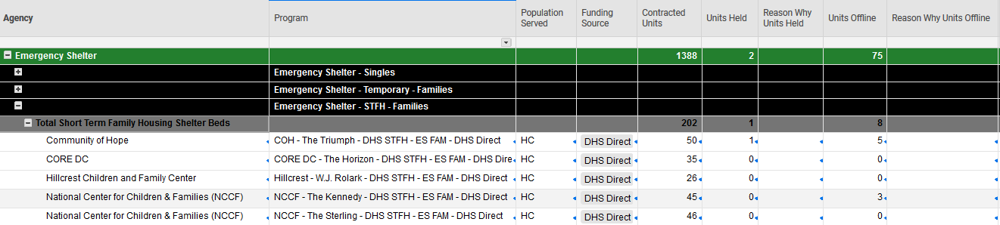 Agency Program Population Served Funding Source Contracted Units Units Held Reason Why Units Held Units Offline Reason Why Units Offline
Emergency Shelter 1388 2 75
Emergency Shelter - Singles
Emergency Shelter - Temporary - Families
Emergency Shelter - STFH - Families
Total Short Term Family Housing Shelter Beds 202 1 8
Community of Hope COH - The Triumph - DHS STFH - ES FAM - DHS Direct HC DHS Direct 50 1 5
CORE DC CORE DC - The Horizon - DHS STFH - ES FAM - DHS Dire HC DHS Direct 35 0 0
Hillcrest Children and Family Center Hillcrest - W.J. Rolark - DHS STFH - ES FAM - DHS Direct HC DHS Direct 26 0 0
National Center for Children & Families (NCCF) NCCF - The Kennedy - DHS STFH - ES FAM - DHS Direct HC DHS Direct 45 0 3
National Center for Children & Families (NCCF) NCCF - The Sterling - DHS STFH - ES FAM - DHS Direct HC DHS Direct 46 0 0